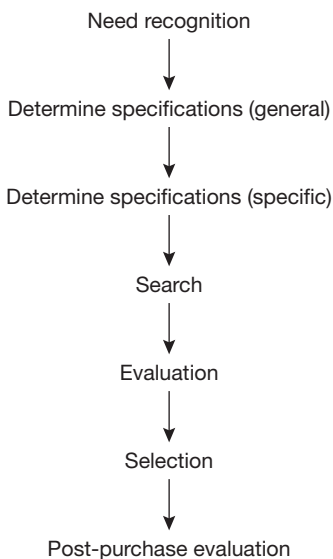 Need recognition
Determine specifications (general)
Determine specifications (specific)
Search
Evaluation
Selection
Post-purchase evaluation